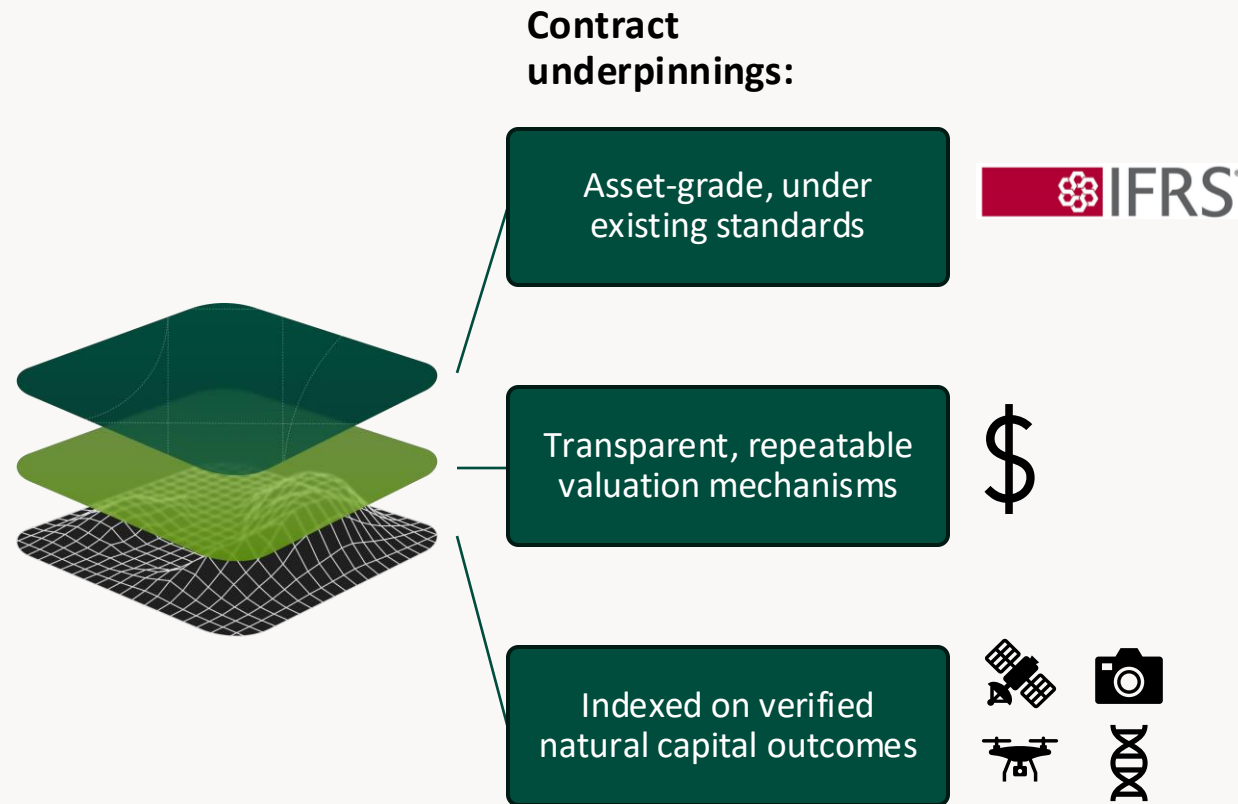 Contract
underpinnings:
Asset-grade, under
existing standards
IFRS
Transparent, repeatable
valuation mechanisms
$
Indexed on verified
natural capital outcomes